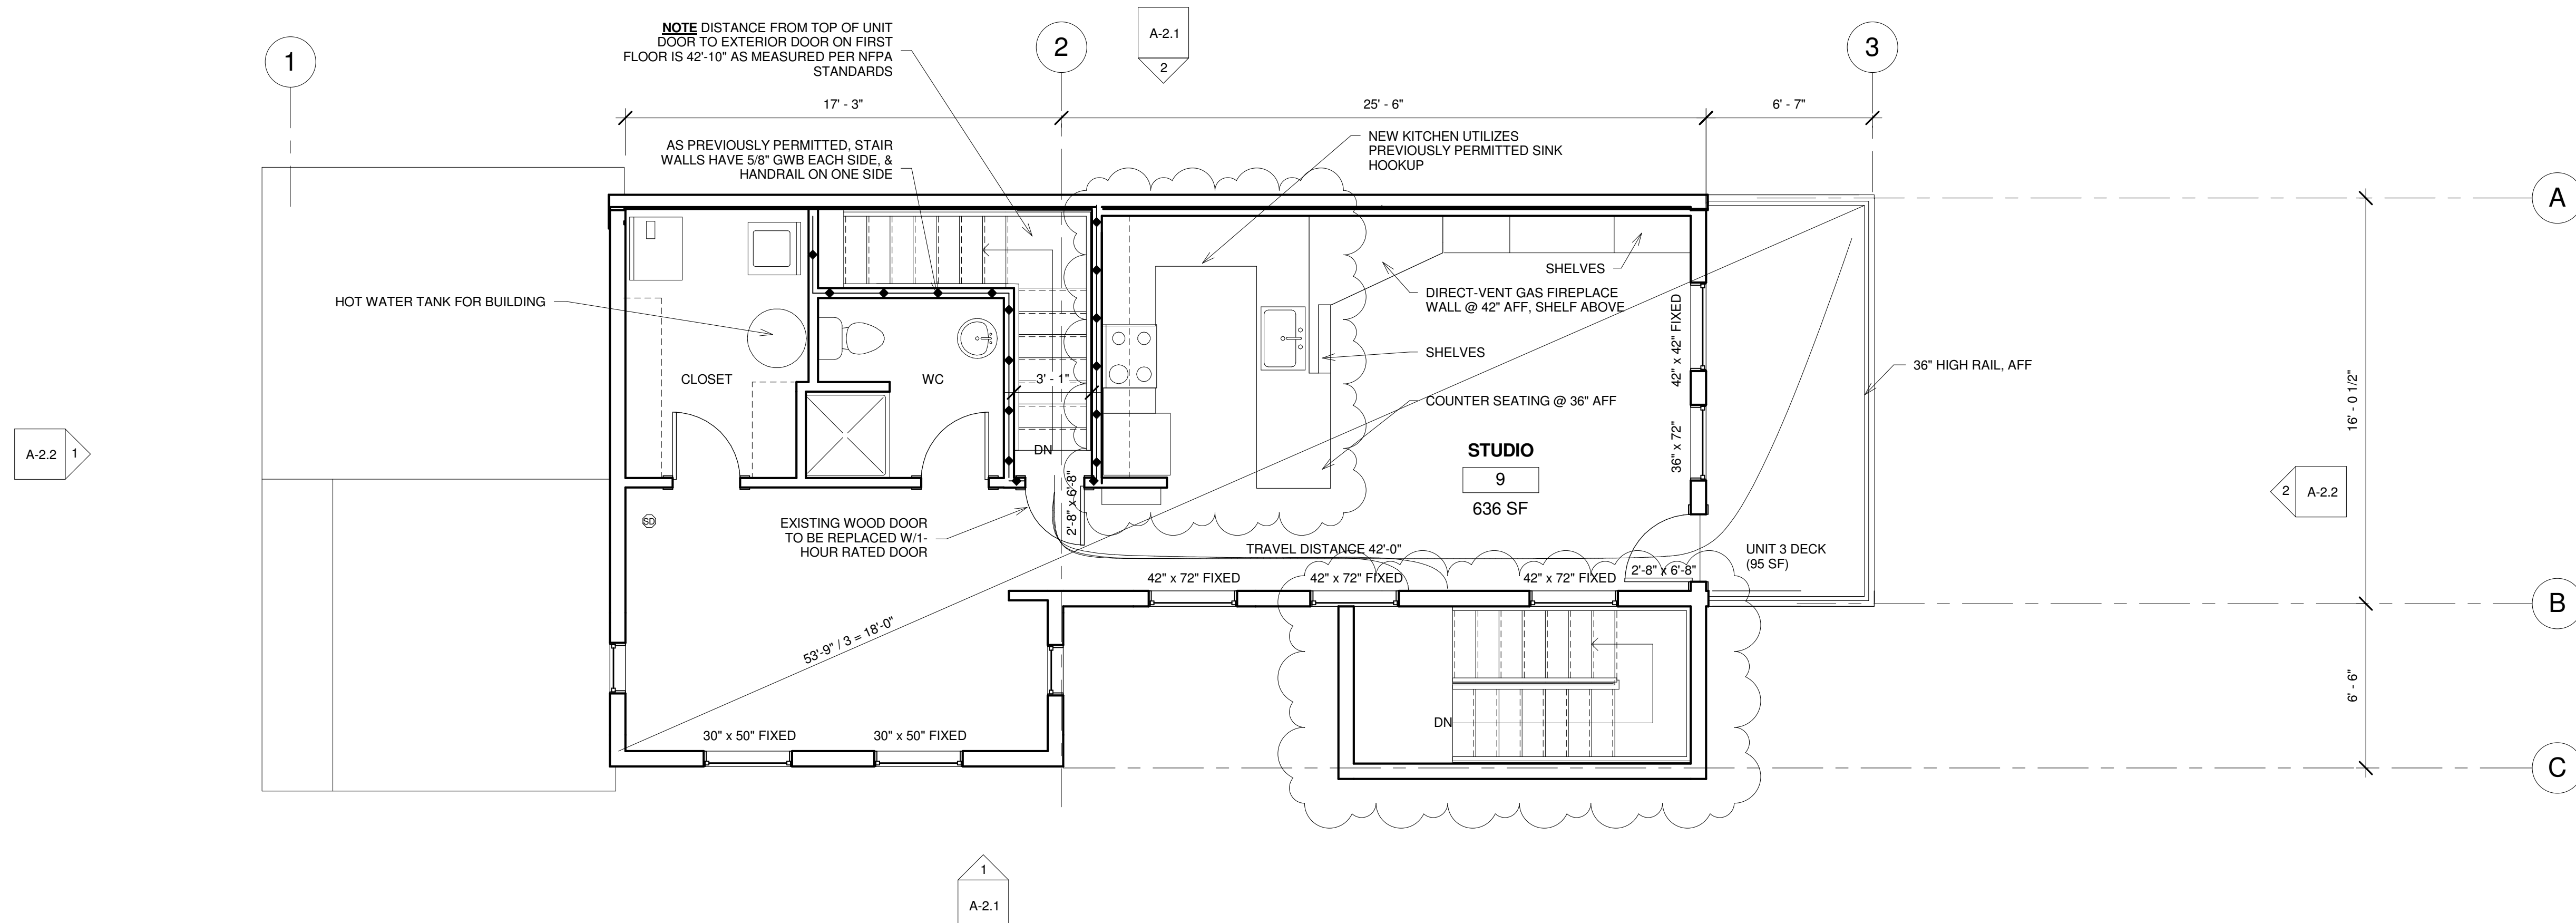 NOTE DISTANCE FROM TOP OF UNIT
DOOR TO EXTERIOR DOOR ON FIRST
FLOOR IS 42'-10" AS MEASURED PER NFPA
STANDARDS
1
2
A-2.1
2
3
17' - 3"
25' - 6"
6' - 7"
AS PREVIOUSLY PERMITTED, STAIR
WALLS HAVE 5/8" GWB EACH SIDE, &
HANDRAIL ON ONE SIDE
NEW KITCHEN UTILIZES
PREVIOUSLY PERMITTED SINK
HOOKUP
A
SHELVES
HOT WATER TANK FOR BUILDING
DIRECT-VENT GAS FIREPLACE
WALL @ 42" AFF, SHELF ABOVE
42" x 42" FIXED
SHELVES
36" HIGH RAIL, AFF
CLOSET
WC
3' - 1"
COUNTER SEATING @ 36" AFF
16' - 0 1/2"
A-2.2
1
DN
STUDIO
9
636 SF
36" x 72"
2
A-2.2
SD
EXISTING WOOD DOOR
TO BE REPLACED W/1-
HOUR RATED DOOR
2'-8" x 6'-8"
TRAVEL DISTANCE 42'-0"
UNIT 3 DECK
(95 SF)
42" x 72" FIXED
42" x 72" FIXED
42" x 72" FIXED
2'-8" x 6'-8"
B
53'-9" / 3 = 18'-0"
6' - 6"
DN
30" x 50" FIXED
30" x 50" FIXED
C
1
A-2.1